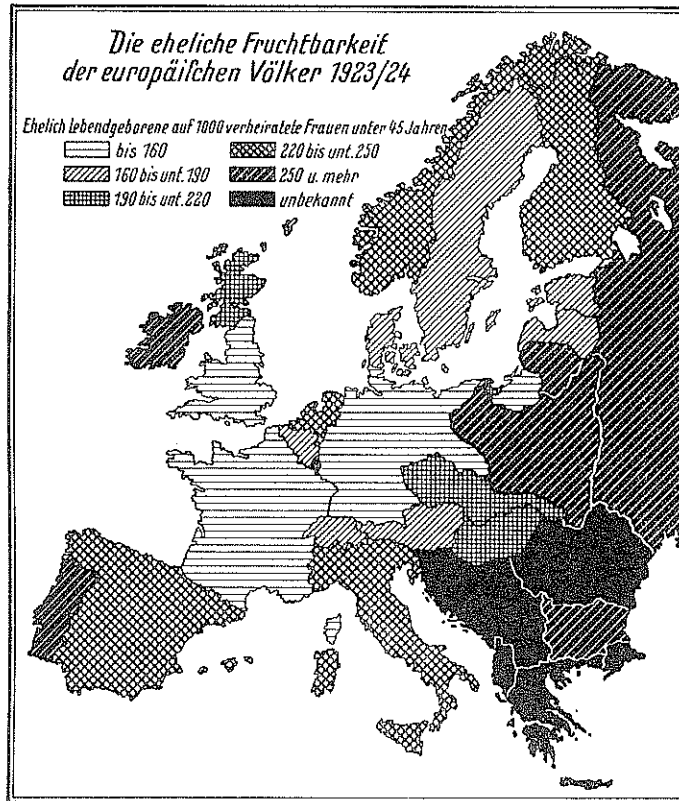 Die eheliche Fruchtbarkeit
der europäiſchen Völker 1923/24
Ehelich Lebendgeborene auf 1000 verheiratete Frauen unter 45 Jahren
bis 160
220 bis unt. 250
160 bis unt. 190
250 u. mehr
190 bis unt. 220
unbekannt